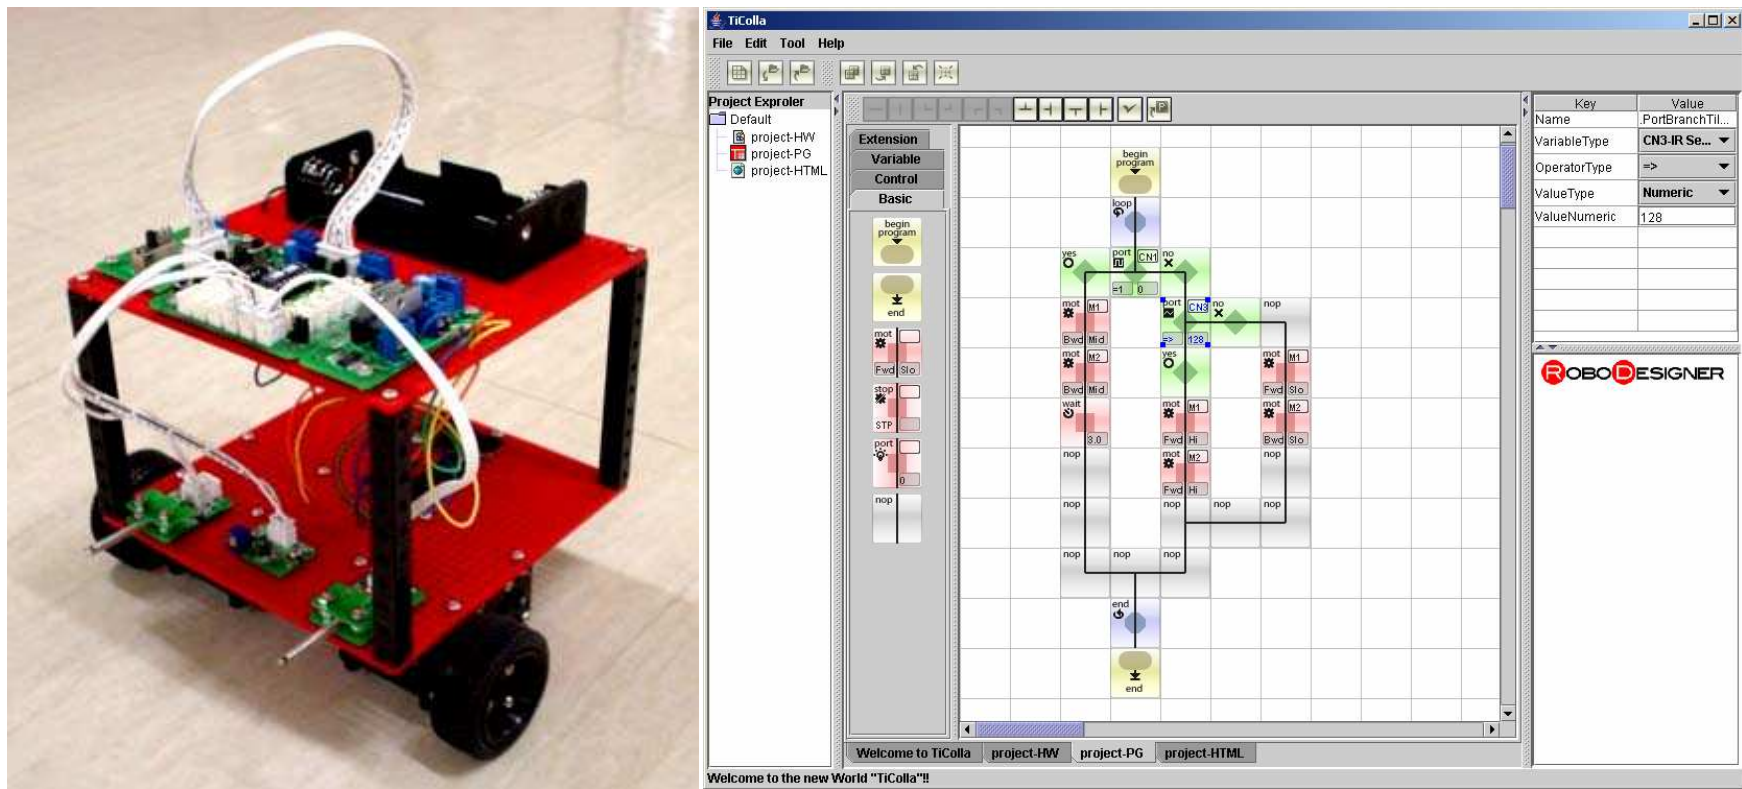 TiColla
File Edit Tool Help
Project Exproler
Default
project-HW
project-PG
project-HTML
Extension
Variable
Control
Basic
begin
program
end
mot
Fwd Slo
stop
STP
port
0
nop
begin
program
loop
yes port CN1 no
=1 0
mot M1 port CN3 no nop
Bwd Mid => 128
mot M2 yes mot M1
Bwd Mid Fwd Slo
wait mot M1 mot M2
3.0 Fwd Hi Bwd Slo
nop mot M2 nop
Fwd Hi
nop nop nop nop
nop nop nop
end
end
Key Value
Name .PortBranchTil...
VariableType CN3-IR Se...
OperatorType =>
ValueType Numeric
ValueNumeric 128
ROBODESIGNER
Welcome to TiColla project-HW project-PG project-HTML
Welcome to the new World "TiColla"!!